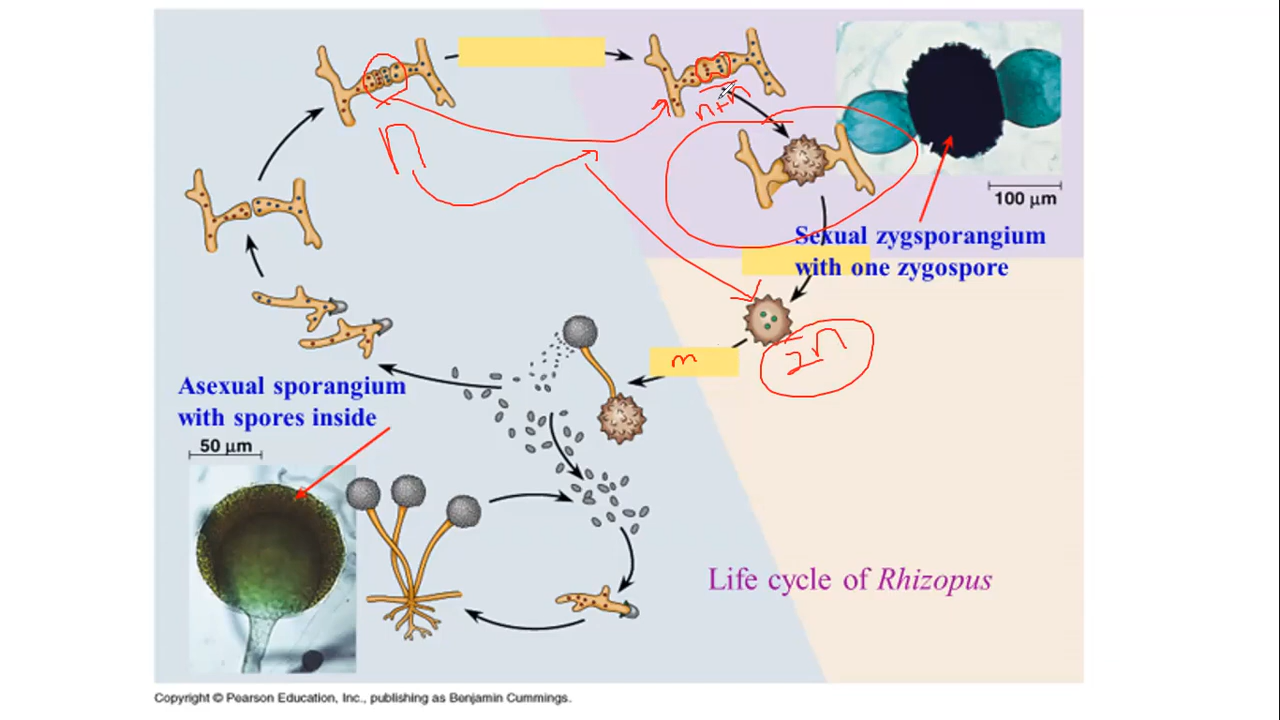 n
n+n
100 µm
Sexual zygsporangium
with one zygospore
2n
m
Asexual sporangium
with spores inside
50 µm
Life cycle of Rhizopus
Copyright © Pearson Education, Inc., publishing as Benjamin Cummings.